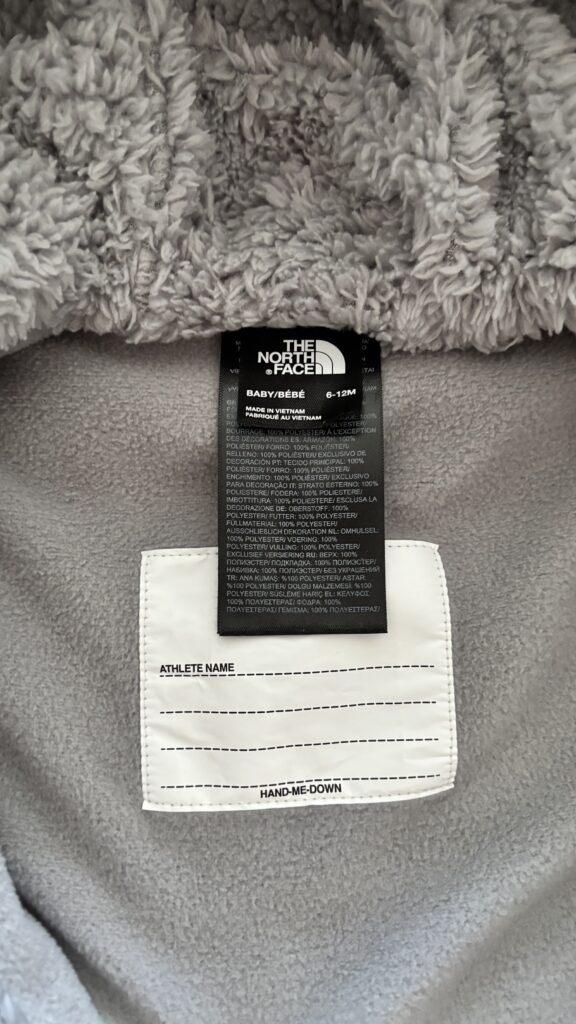 THE
NORTH
FACE
BABY/BÉBÉ 6-12M
MADE IN VIETNAM
FABRIQUÉ AU VIETNAM
BOURRAGE: 100% POLYESTER/ À L'EXCEPTION
DES DÉCORATIONS ES: ARMAZÓN: 100%
POLIÉSTER/ FORRO: 100% POLIÉSTER/
RELLENO: 100% POLIÉSTER/ EXCLUSIVO DE
DECORACIÓN PT: TECIDO PRINCIPAL: 100%
POLIÉSTER/ FORRO: 100% POLIÉSTER/
ENCHIMENTO: 100% POLIÉSTER/ EXCLUSIVO
PARA DECORAÇÃO IT: STRATO ESTERNO: 100%
POLIESTERE/ FODERA: 100% POLIESTERE/
IMBOTTITURA: 100% POLIESTERE/ ESCLUSA LA
DECORAZIONE DE: OBERSTOFF: 100%
POLYESTER/ FUTTER: 100% POLYESTER/
FÜLLMATERIAL: 100% POLYESTER/
AUSSCHLIESSLICH DEKORATION NL: OMHULSEL:
100% POLYESTER/ VOERING: 100%
POLYESTER/ VULLING: 100% POLYESTER/
EXCLUSIEF VERSIERING RU: ВЕРХ: 100%
ПОЛИЭСТЕР/ ПОДКЛАДКА: 100% ПОЛИЭСТЕР/
НАБИВКА: 100% ПОЛИЭСТЕР/ БЕЗ УКРАШЕНИЙ
TR: ANA KUMAŞ: %100 POLYESTER/ ASTAR:
%100 POLYESTER/ DOLGU MALZEMESİ: %100
POLYESTER/ SÜSLEME HARİÇ EL: ΚΕΛΥΦΟΣ:
100% ΠΟΛΥΕΣΤΕΡΑΣ/ ΦΟΔΡΑ: 100%
ΠΟΛΥΕΣΤΕΡΑΣ/ ΓΕΜΙΣΜΑ: 100% ΠΟΛΥΕΣΤΕΡΑΣ/
ATHLETE NAME
HAND-ME-DOWN